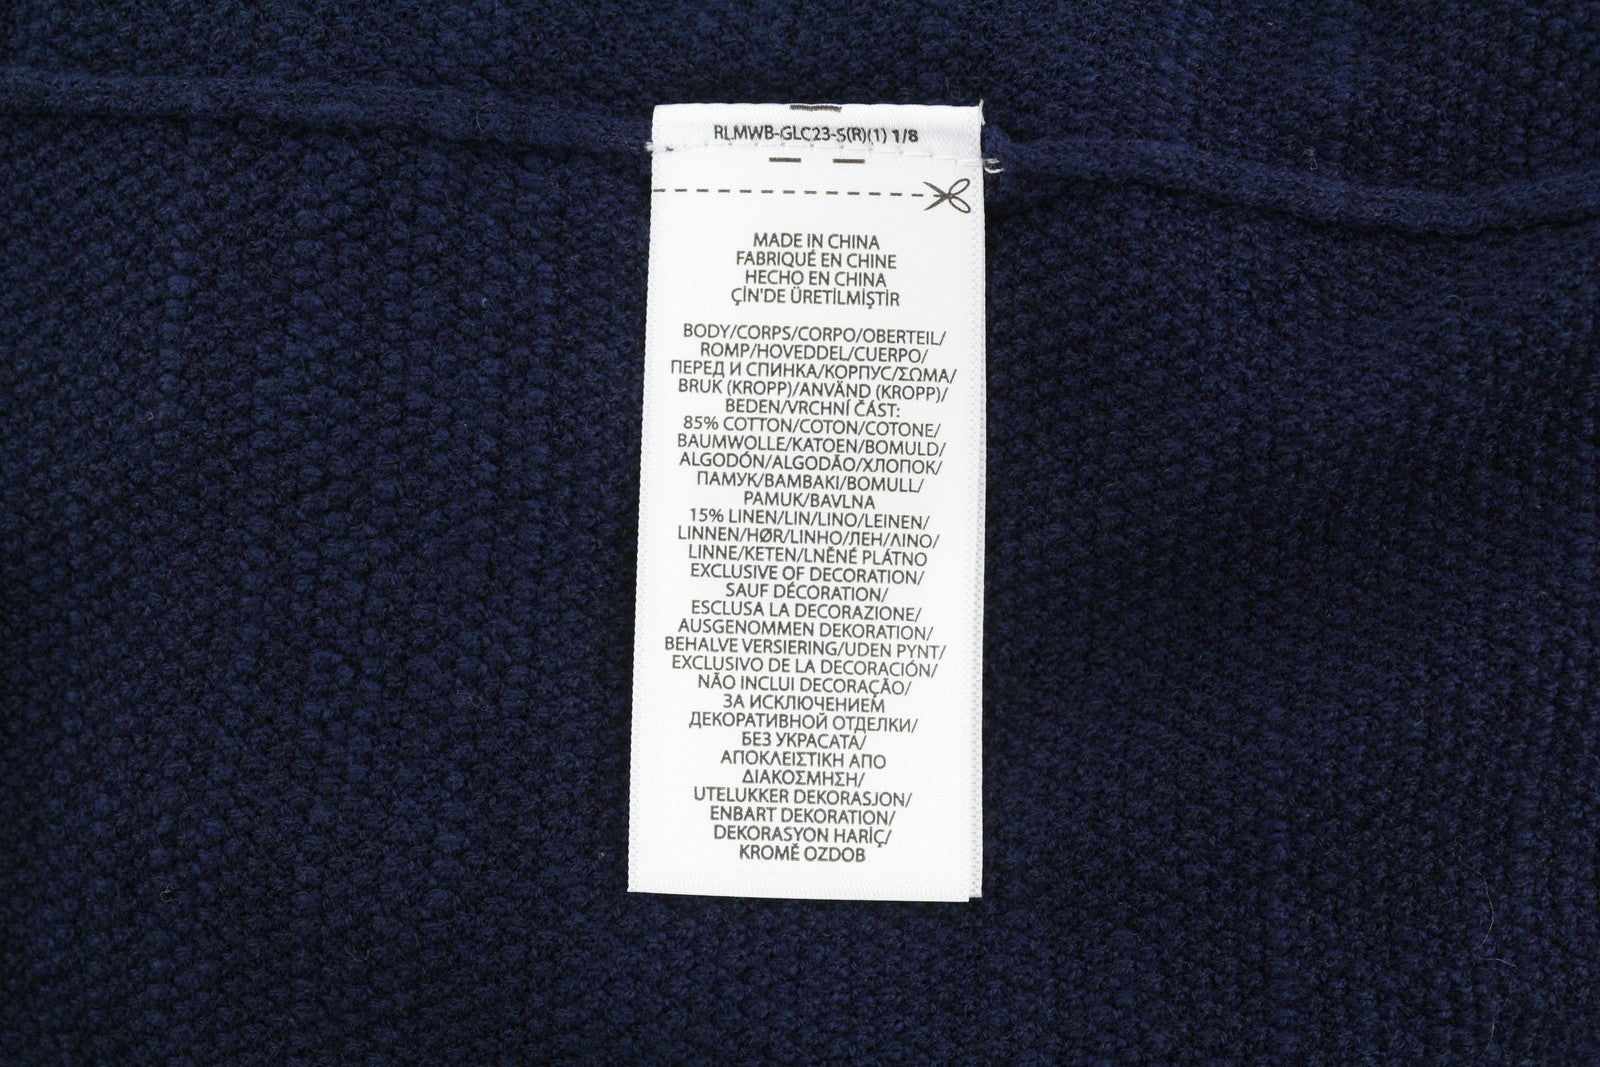 RLMWB-GLC23-S(R)(1) 1/8
MADE IN CHINA
FABRIQUÉ EN CHINE
HECHO EN CHINA
ÇİN'DE ÜRETİLMİŞTİR
BODY/CORPS/CORPO/OBERTEIL/
ROMP/HOVEDDEL/CUERPO/
ПЕРЕД И СПИНКА/КОРПУС/ΣΩΜΑ/
BRUK (KROPP)/ANVÄND (KROPP)/
BEDEN/VRCHNÍ ČÁST:
85% COTTON/COTON/COTONE/
BAUMWOLLE/KATOEN/BOMULD/
ALGODÓN/ALGODÃO/ХЛОПОК/
ПАМУК/BAMBAKI/BOMULL/
PAMUK/BAVLNA
15% LINEN/LIN/LINO/LEINEN/
LINNEN/HØR/LINHO/ЛЕН/ΛΙΝΟ/
LINNE/KETEN/LNĚNÉ PLÁTNO
EXCLUSIVE OF DECORATION/
SAUF DÉCORATION/
ESCLUSA LA DECORAZIONE/
AUSGENOMMEN DEKORATION/
BEHALVE VERSIERING/UDEN PYNT/
EXCLUSIVO DE LA DECORACIÓN/
NÃO INCLUI DECORAÇÃO/
ЗА ИСКЛЮЧЕНИЕМ
ДЕКОРАТИВНОЙ ОТДЕЛКИ/
БЕЗ УКРАСАТА/
ΑΠΟΚΛΕΙΣΤΙΚΗ ΑΠΟ
ΔΙΑΚΟΣΜΗΣΗ/
UTELUKKER DEKORASJON/
ENBART DEKORATION/
DEKORASYON HARİÇ/
KROMĚ OZDOB